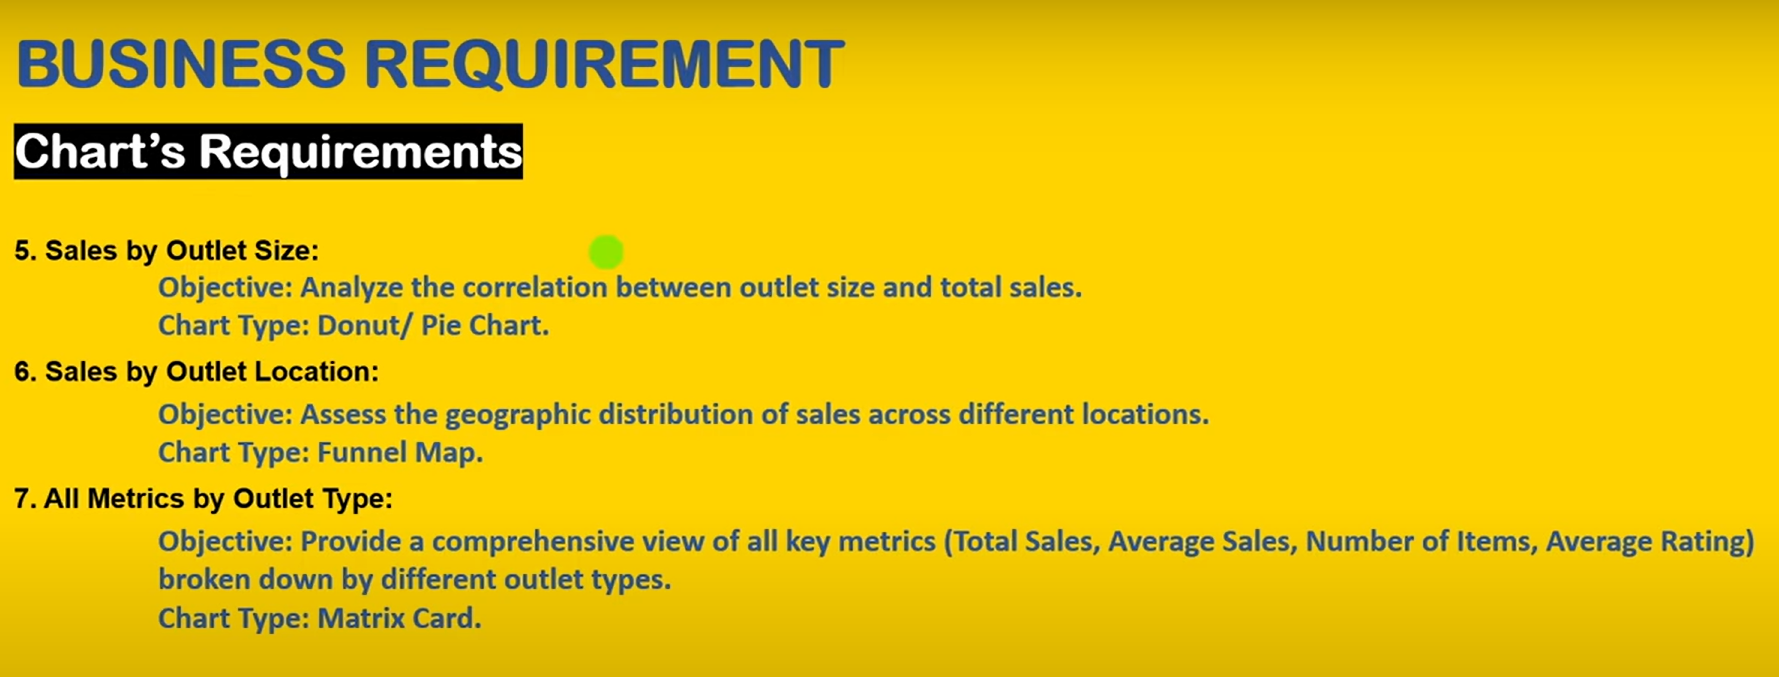 BUSINESS REQUIREMENT
Chart’s Requirements
5. Sales by Outlet Size:
Objective: Analyze the correlation between outlet size and total sales.
Chart Type: Donut/ Pie Chart.
6. Sales by Outlet Location:
Objective: Assess the geographic distribution of sales across different locations.
Chart Type: Funnel Map.
7. All Metrics by Outlet Type:
Objective: Provide a comprehensive view of all key metrics (Total Sales, Average Sales, Number of Items, Average Rating)
broken down by different outlet types.
Chart Type: Matrix Card.